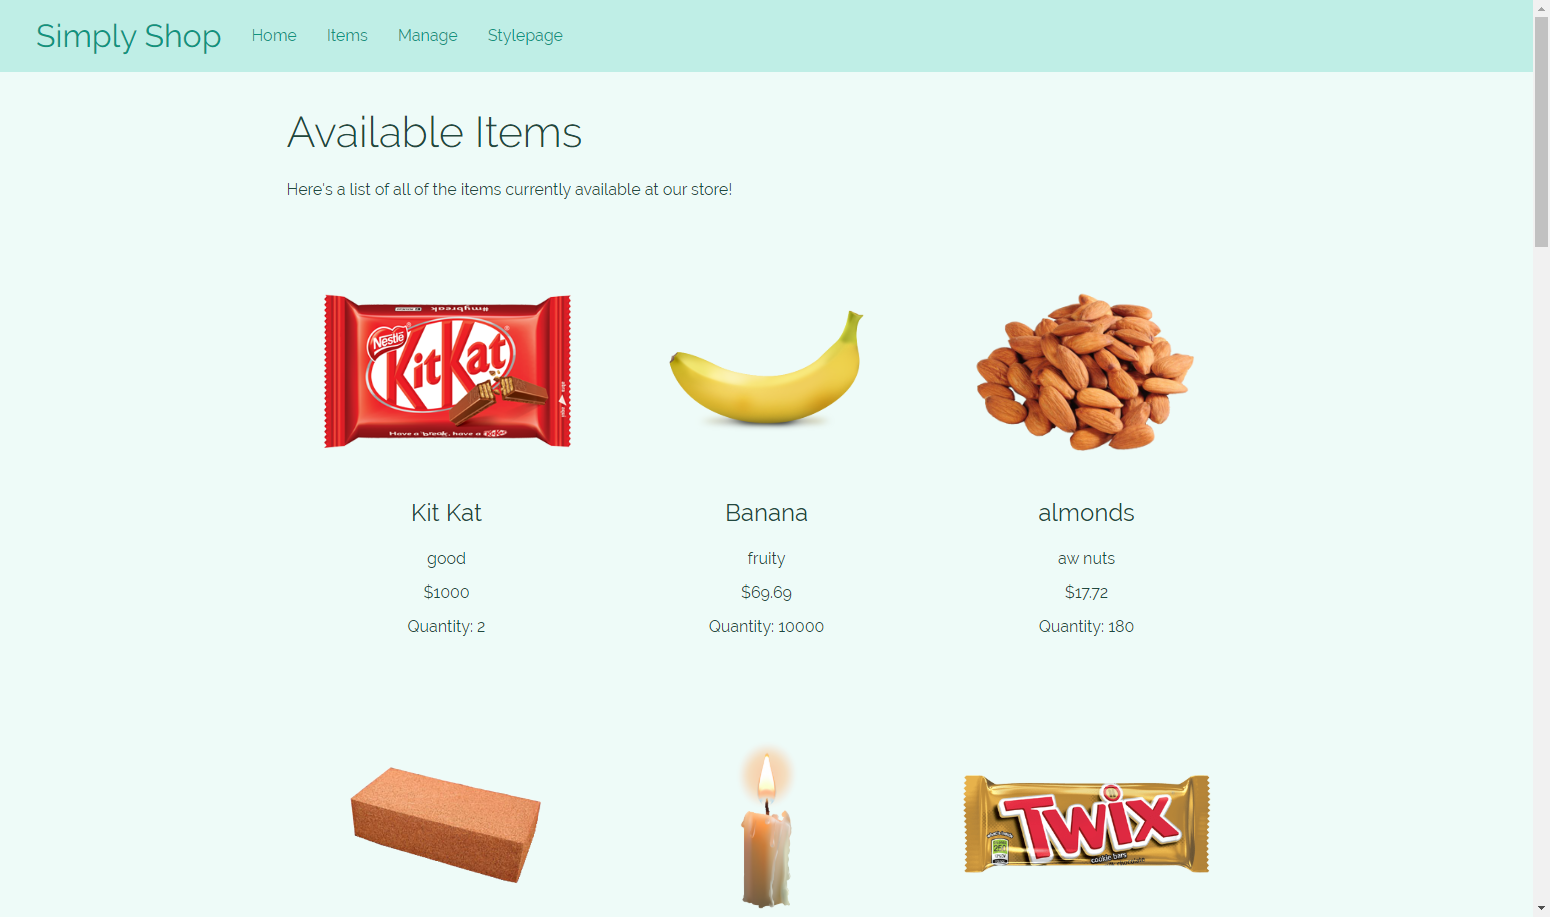 Simply Shop Home Items Manage Stylepage
Available Items
Here's a list of all of the items currently available at our store!
#mybreak
Nestle
KitKat
Have a break, have a
Kit Kat
good
$1000
Quantity: 2
Banana
fruity
$69.69
Quantity: 10000
almonds
aw nuts
$17.72
Quantity: 180
TWIX
cookie bars